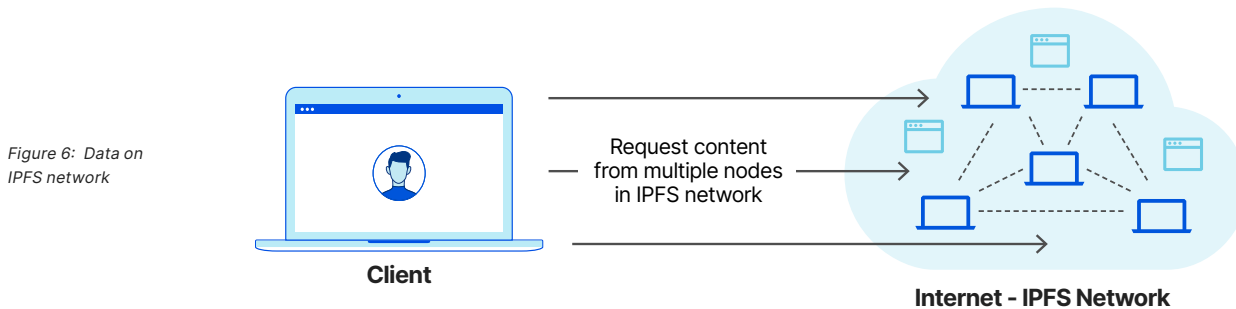 Figure 6: Data on
IPFS network
Request content
from multiple nodes
in IPFS network
Client
Internet - IPFS Network